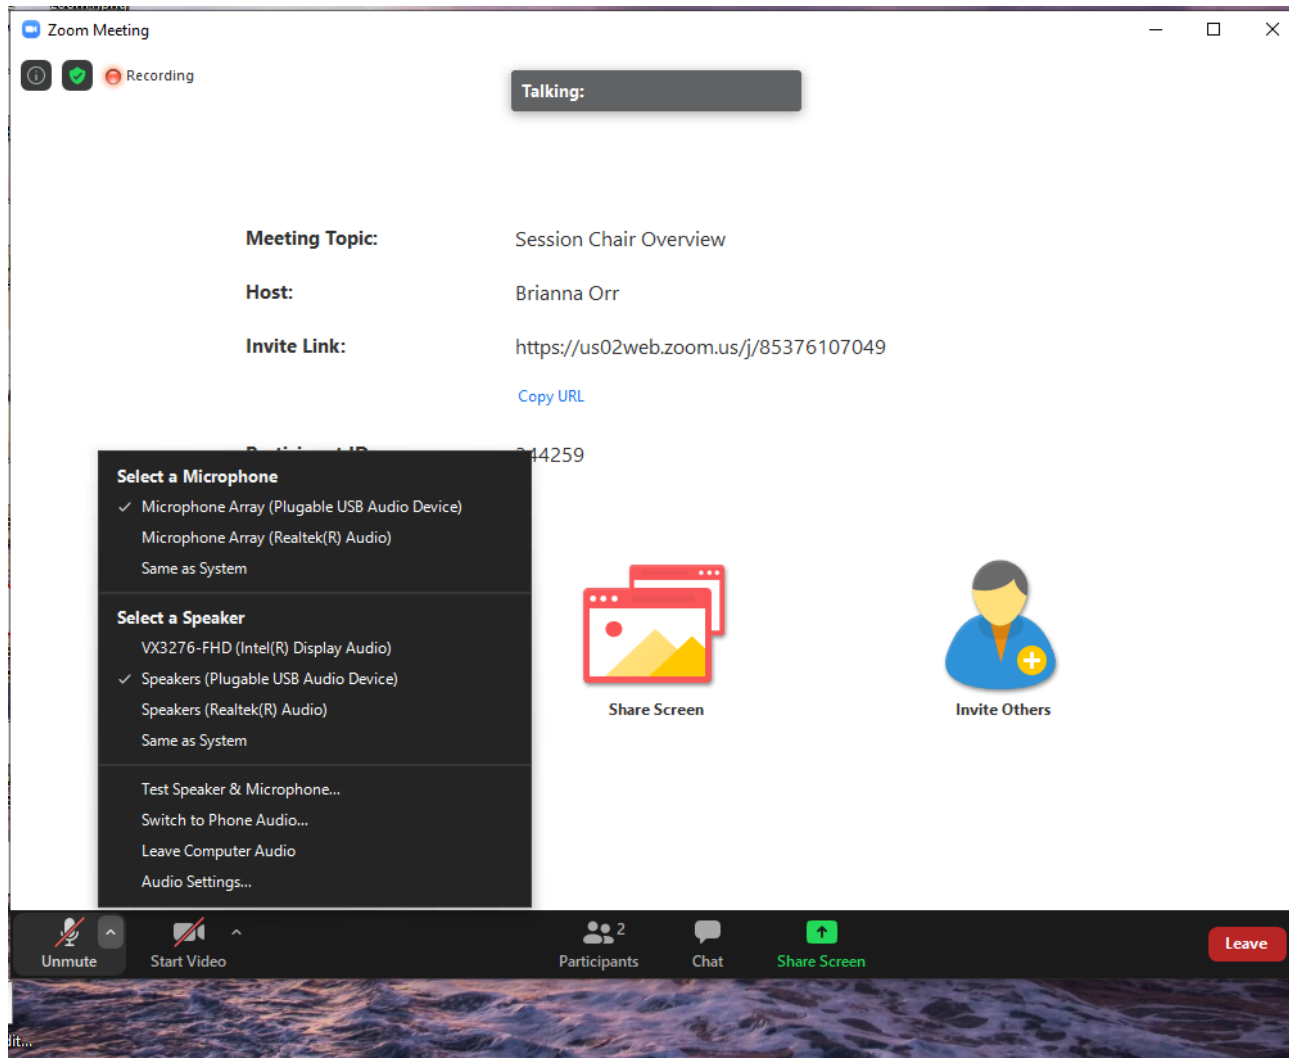 Zoom Meeting
Recording
Talking:
Meeting Topic: Session Chair Overview
Host: Brianna Orr
Invite Link: https://us02web.zoom.us/j/85376107049
Copy URL
44259
Select a Microphone
Microphone Array (Plugable USB Audio Device)
Microphone Array (Realtek(R) Audio)
Same as System
Select a Speaker
VX3276-FHD (Intel(R) Display Audio)
Speakers (Plugable USB Audio Device)
Speakers (Realtek(R) Audio)
Same as System
Test Speaker & Microphone...
Switch to Phone Audio...
Leave Computer Audio
Audio Settings...
Share Screen
Invite Others
Unmute
Start Video
2
Participants
Chat
Share Screen
Leave